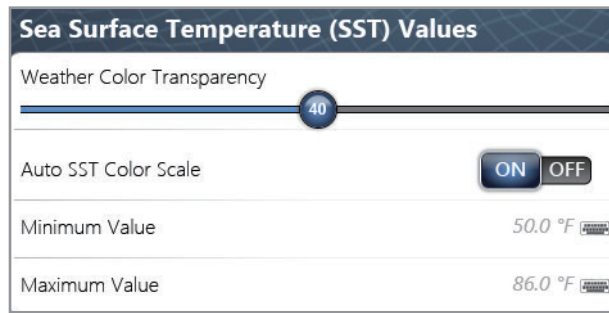 Sea Surface Temperature (SST) Values
Weather Color Transparency
40
Auto SST Color Scale ON OFF
Minimum Value 50.0 °F
Maximum Value 86.0 °F